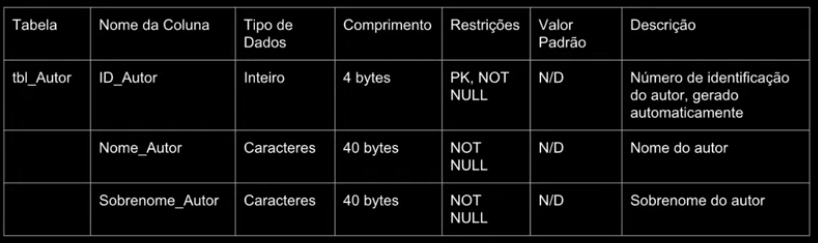 Tabela Nome da Coluna Tipo de Dados Comprimento Restrições Valor Padrão Descrição
tbl_Autor ID_Autor Inteiro 4 bytes PK, NOT NULL N/D Número de identificação do autor, gerado automaticamente
Nome_Autor Caracteres 40 bytes NOT NULL N/D Nome do autor
Sobrenome_Autor Caracteres 40 bytes NOT NULL N/D Sobrenome do autor